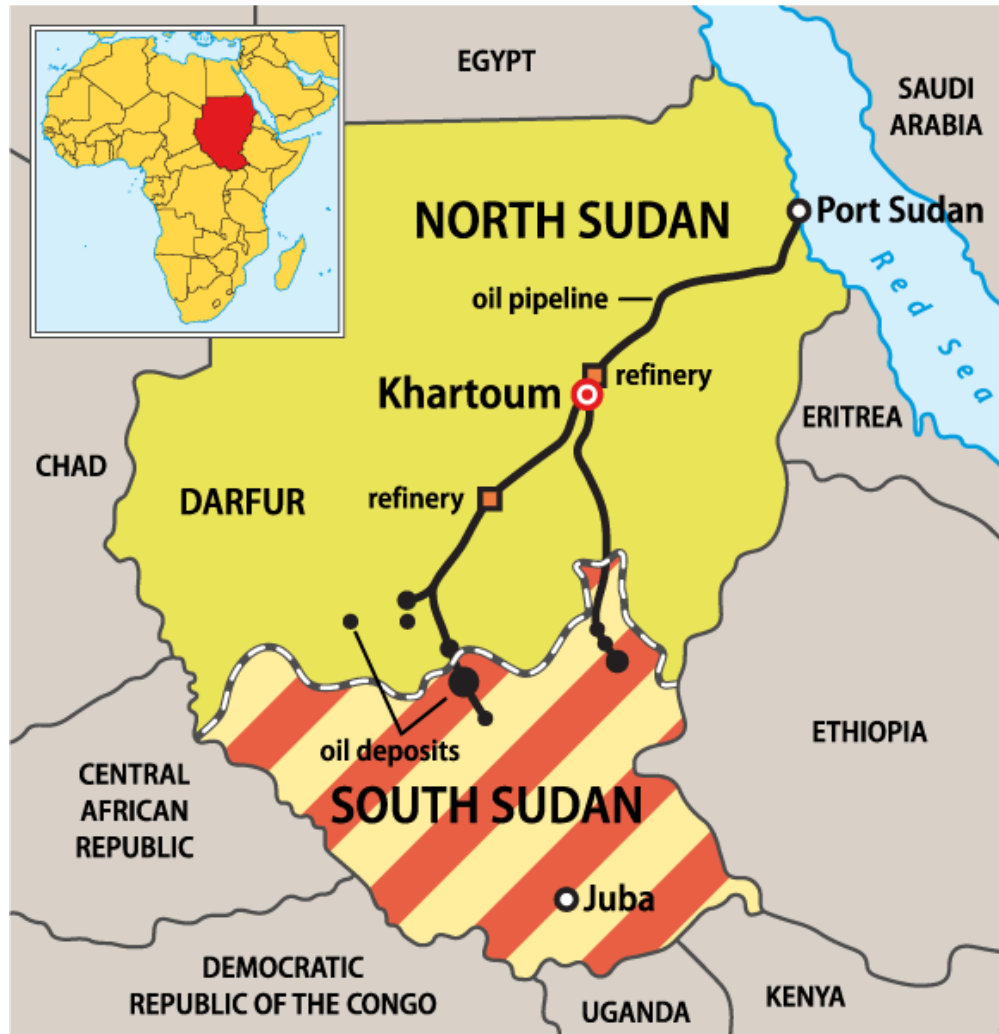 EGYPT
SAUDI
ARABIA
NORTH SUDAN
Port Sudan
Red Sea
oil pipeline
refinery
Khartoum
ERITREA
CHAD
DARFUR
refinery
ETHIOPIA
oil deposits
CENTRAL
AFRICAN
REPUBLIC
SOUTH SUDAN
Juba
DEMOCRATIC
REPUBLIC OF THE CONGO
UGANDA
KENYA